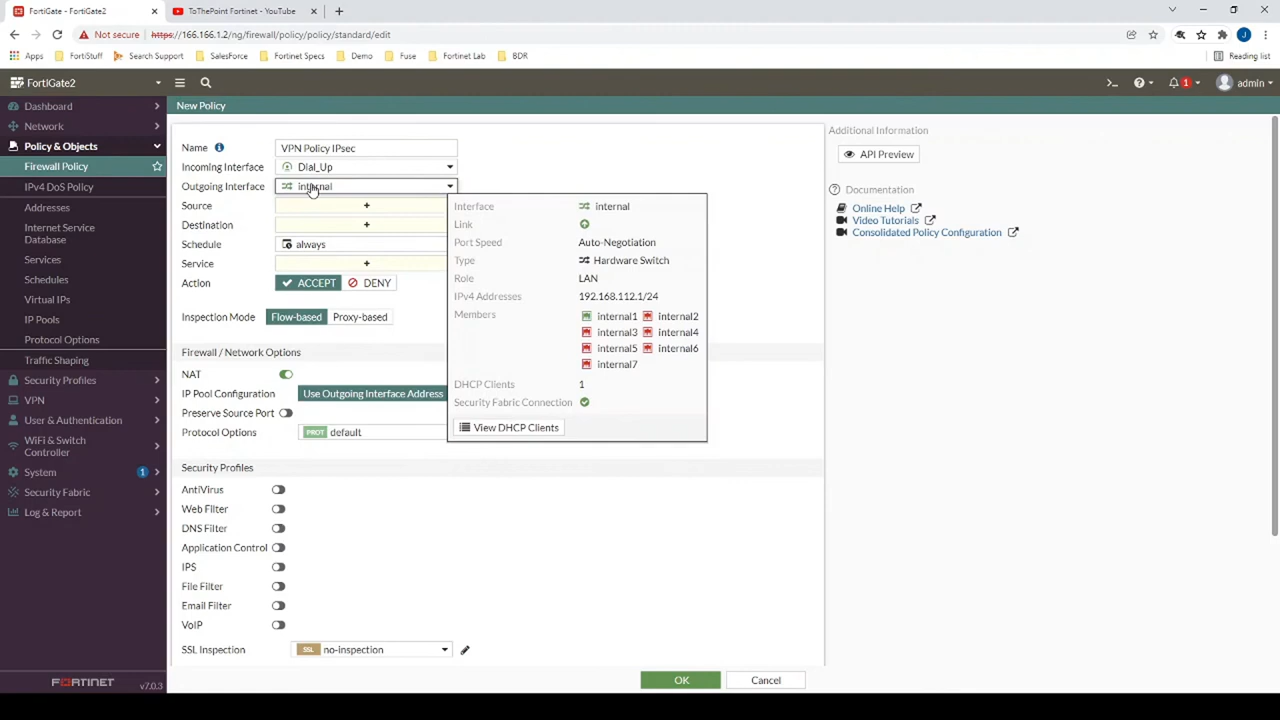 FortiGate - FortiGate2
ToThePoint Fortinet - YouTube
Not secure
https://166.166.1.2/ng/firewall/policy/policy/standard/edit
J
Apps
FortiStuff
Search Support
SalesForce
Fortinet Specs
Demo
Fuse
Fortinet Lab
BDR
Reading list
FortiGate2
1
admin
Dashboard
Network
Policy & Objects
Firewall Policy
IPv4 DoS Policy
Addresses
Internet Service
Database
Services
Schedules
Virtual IPs
IP Pools
Protocol Options
Traffic Shaping
Security Profiles
VPN
User & Authentication
WiFi & Switch
Controller
System
1
Security Fabric
Log & Report
FORTINET
v7.0.3
New Policy
Name
VPN Policy IPsec
Incoming Interface
Dial_Up
Outgoing Interface
internal
Source
+
Destination
+
Schedule
always
Service
+
Action
ACCEPT
DENY
Inspection Mode
Flow-based
Proxy-based
Firewall / Network Options
NAT
IP Pool Configuration
Use Outgoing Interface Address
Preserve Source Port
Protocol Options
PROT
default
Security Profiles
AntiVirus
Web Filter
DNS Filter
Application Control
IPS
File Filter
Email Filter
VoIP
SSL Inspection
SSL
no-inspection
OK
Cancel
Interface
internal
Link
Port Speed
Auto-Negotiation
Type
Hardware Switch
Role
LAN
IPv4 Addresses
192.168.112.1/24
Members
internal1
internal2
internal3
internal4
internal5
internal6
internal7
DHCP Clients
1
Security Fabric Connection
View DHCP Clients
Additional Information
API Preview
Documentation
Online Help
Video Tutorials
Consolidated Policy Configuration